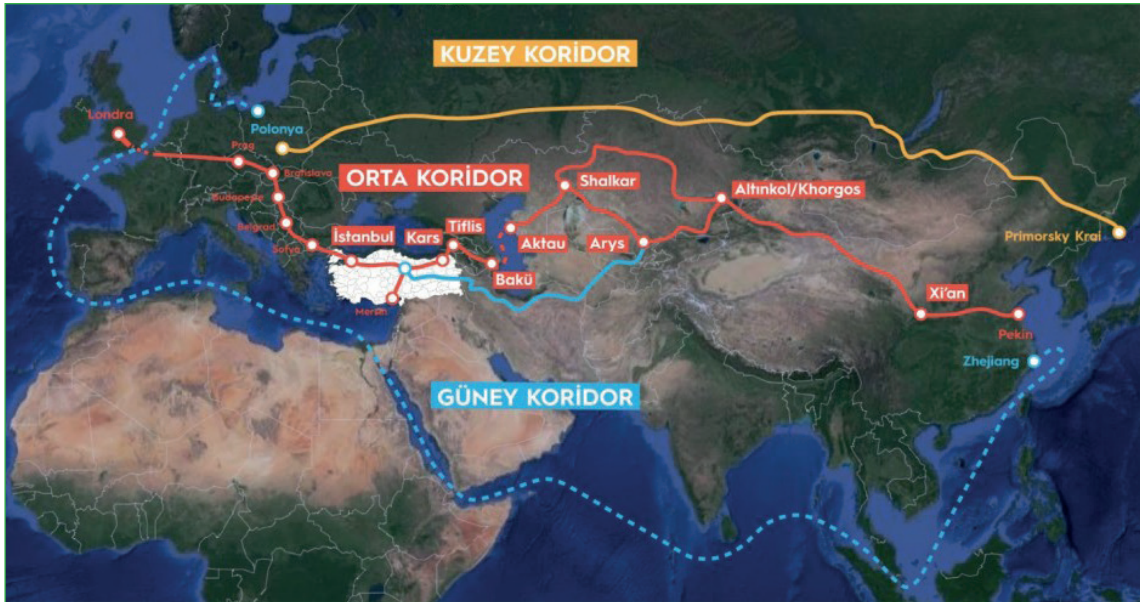 KUZEY KORİDOR
Londra
Polonya
Prag
Bratislava
ORTA KORİDOR
Shalkar
Altınkol/Khorgos
Budapeşte
Belgrad
Sofya
İstanbul
Kars
Tiflis
Aktau
Arys
Primorsky Krai
Bakü
Mersin
Xi'an
Pekin
Zhejiang
GÜNEY KORİDOR